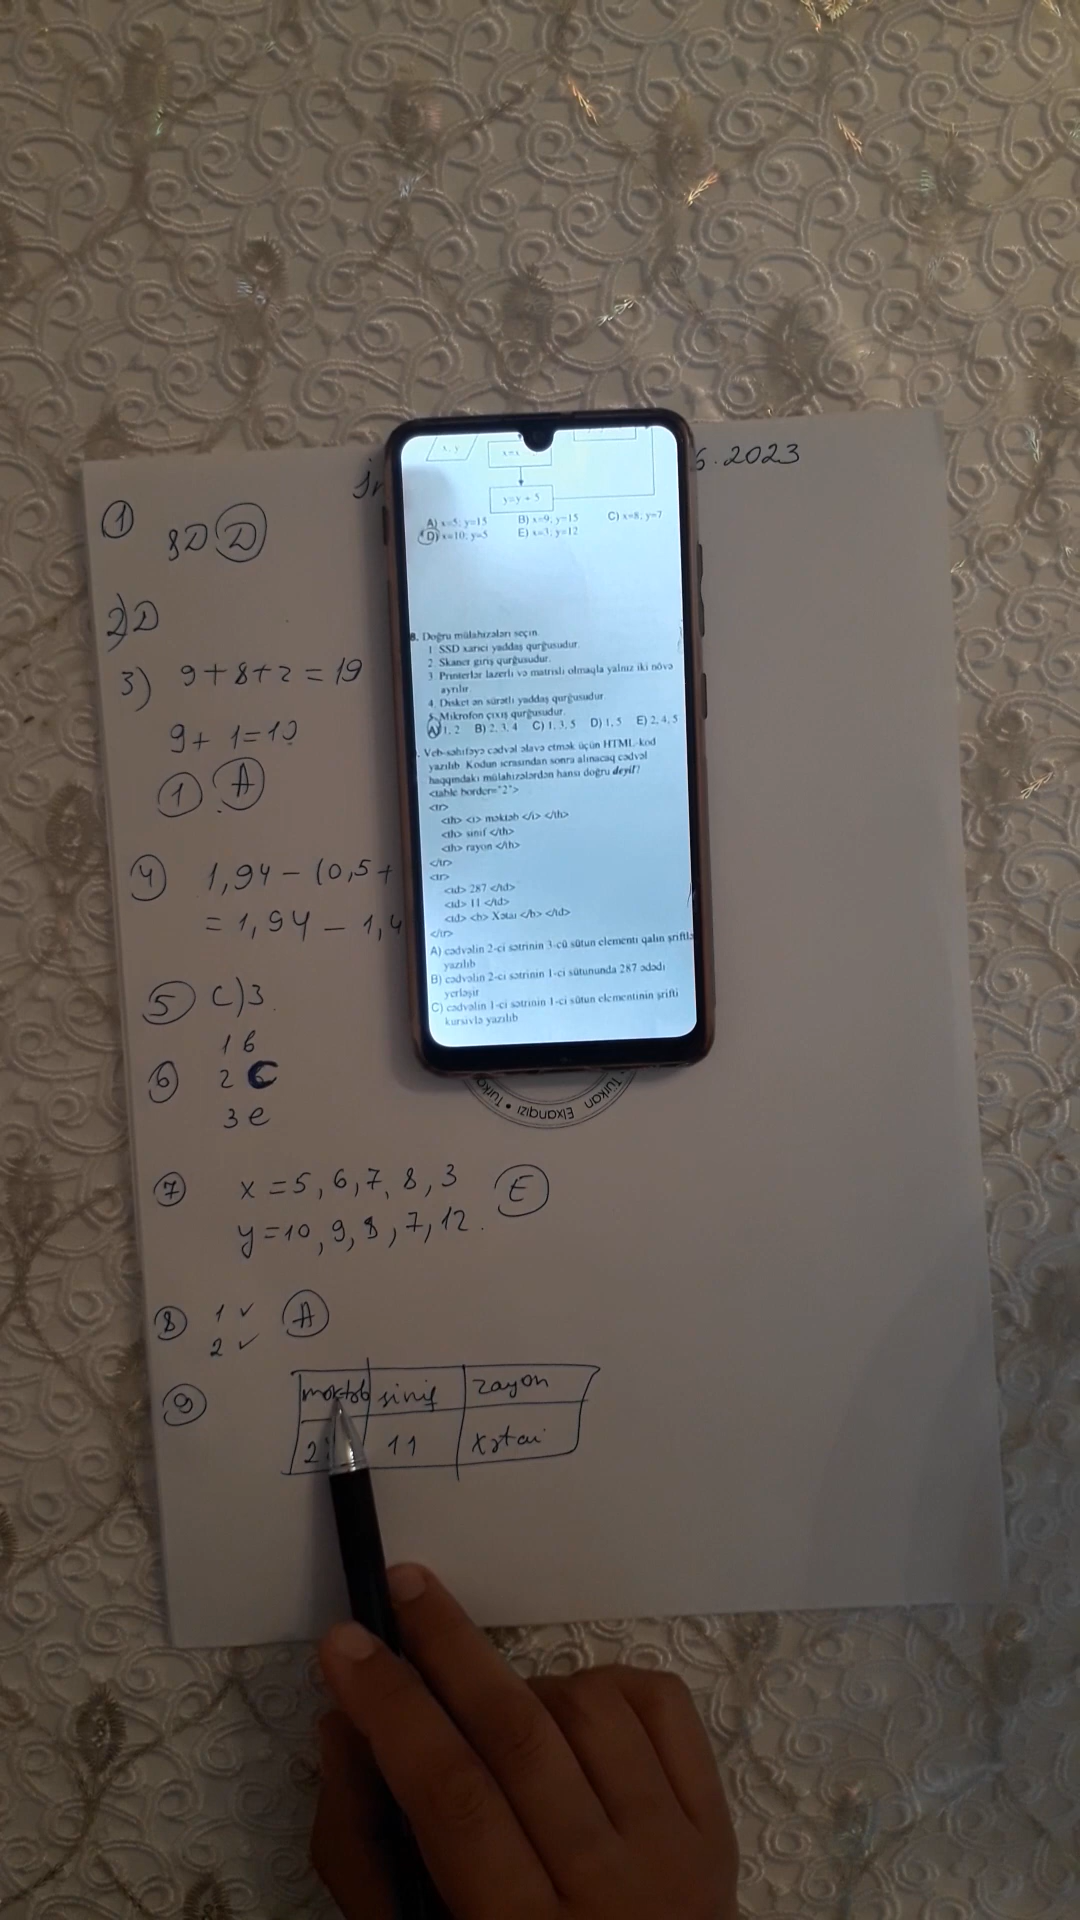 6.2023
① 8D Ⓓ
2) D
3) 9+8+2=19
9+1=10
① Ⓐ
④ 1,94 - (0,5+
= 1,94 - 1,4
⑤ C) 3
1 b
⑥ 2 c
3 e
⑦ x=5, 6, 7, 8, 3 Ⓔ
y=10, 9, 8, 7, 12.
⑧ 1 ✓ Ⓐ
2 ✓
⑨ məktəb sinif rayon
11 Xətai
x, y
y=y + 5
A) x=5; y=15 B) x=9; y=15 C) x=8; y=7
D) x=10; y=5 E) x=3; y=12
8. Doğru mülahizələri seçin.
1. SSD xarici yaddaş qurğusudur.
2. Skaner giriş qurğusudur.
3. Printerlər lazerli və matrisli olmaqla yalnız iki növə
ayrılır.
4. Disket ən sürətli yaddaş qurğusudur
5. Mikrofon çıxış qurğusudur.
A) 1, 2 B) 2, 3, 4 C) 1, 3, 5 D) 1, 5 E) 2, 4, 5
. Veb-səhifəyə cədvəl əlavə etmək üçün HTML-kod
yazılıb. Kodun icrasından sonra alınacaq cədvəl
haqqındakı mülahizələrdən hansı doğru deyil?
<table border="2">
<tr>
<th> <i> məktəb </i> </th>
<th> sinif </th>
<th> rayon </th>
</tr>
<tr>
<td> 287 </td>
<td> 11 </td>
<td> <b> Xətai </b> </td>
</tr>
A) cədvəlin 2-ci sətrinin 3-cü sütun elementi qalın şriftlə
yazılıb
B) cədvəlin 2-ci sətrinin 1-ci sütununda 287 ədədi
yerləşir
C) cədvəlin 1-ci sətrinin 1-ci sütun elementinin şrifti
kursivlə yazılıb
Türkan Elxanqızı